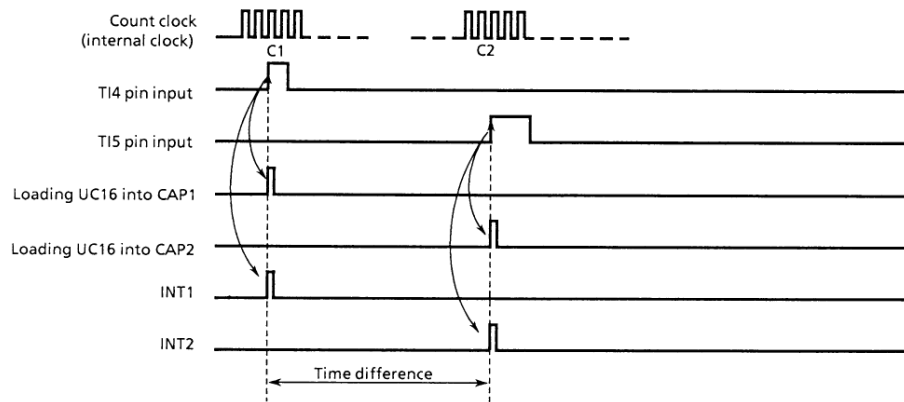 Count clock
(internal clock)
C1
C2
TI4 pin input
TI5 pin input
Loading UC16 into CAP1
Loading UC16 into CAP2
INT1
INT2
Time difference